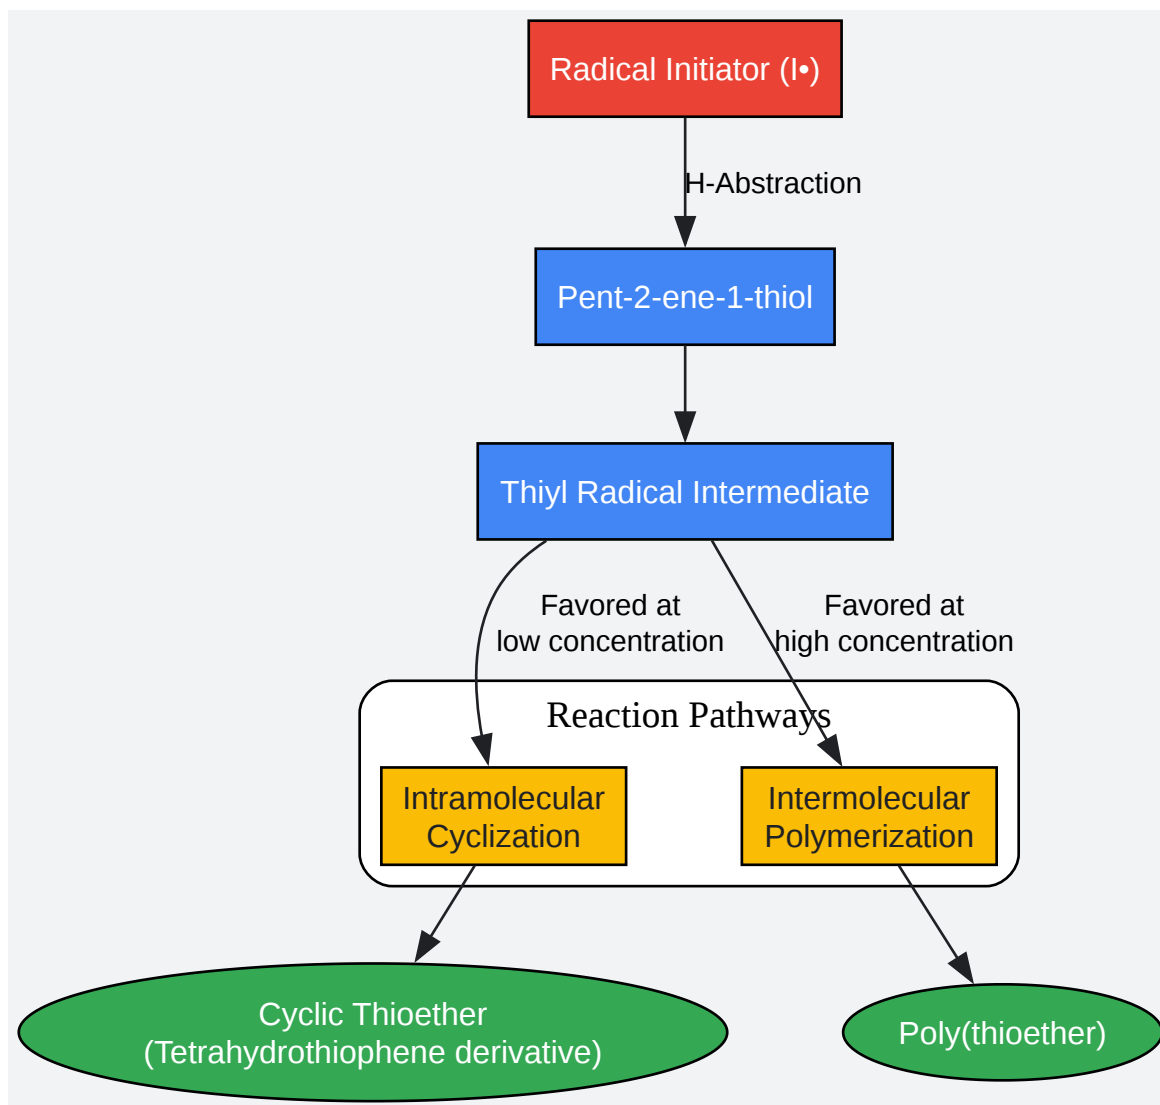 Radical Initiator (I•)
H-Abstraction
Pent-2-ene-1-thiol
Thiyl Radical Intermediate
Favored at
low concentration
Favored at
high concentration
Reaction Pathways
Intramolecular
Cyclization
Intermolecular
Polymerization
Cyclic Thioether
(Tetrahydrothiophene derivative)
Poly(thioether)